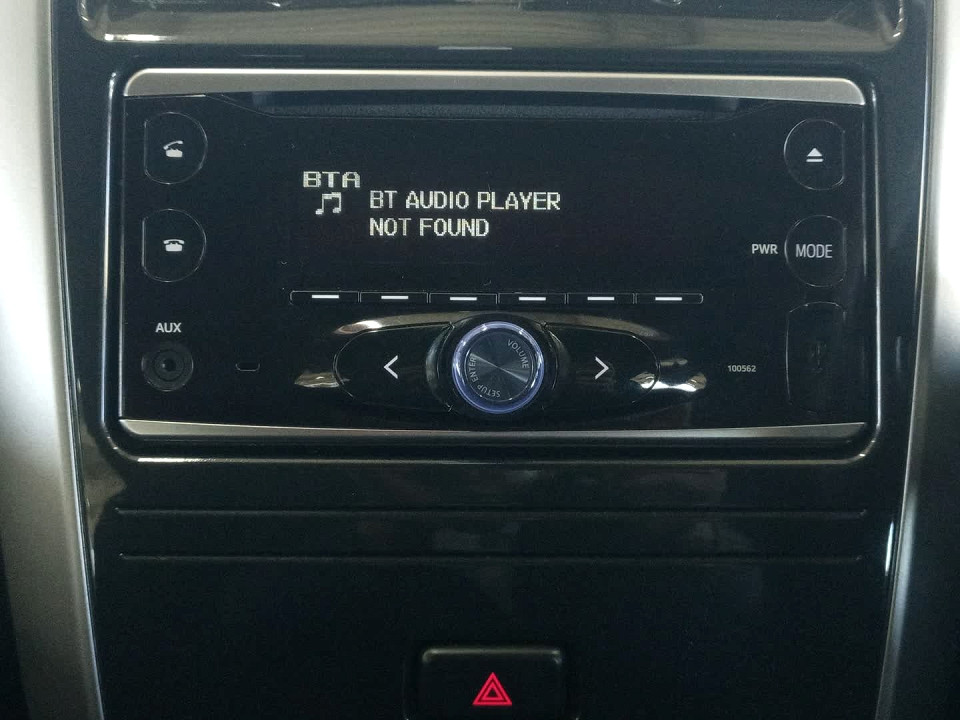 BTA
BT AUDIO PLAYER
NOT FOUND
PWR
MODE
AUX
VOLUME
SETUP ENTER
100562